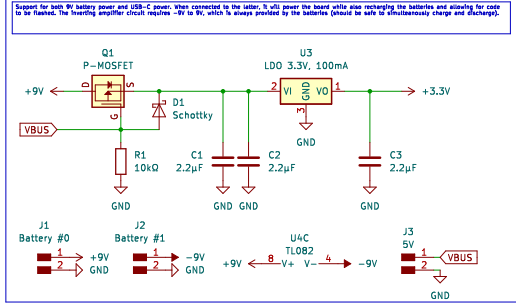 Support for both 9V battery power and USB-C power. When connected to the latter, it will power the board while also recharging the batteries and allowing for code
to be flashed. The inverting amplifier circuit requires -9V to 9V, which is always provided by the batteries (should be safe to simulteanously charge and discharge).
Q1
P-MOSFET
U3
LDO 3.3V, 100mA
+9V
D
S
G
D1
Schottky
2
VI
GND
VO
1
3
+3.3V
VBUS
GND
R1
10kΩ
C1
2.2μF
C2
2.2μF
C3
2.2μF
GND
GND
GND
GND
J1
Battery #0
1
+9V
2
GND
J2
Battery #1
1
-9V
2
GND
U4C
TL082
+9V
8
V+
V-
4
-9V
J3
5V
1
VBUS
2
GND